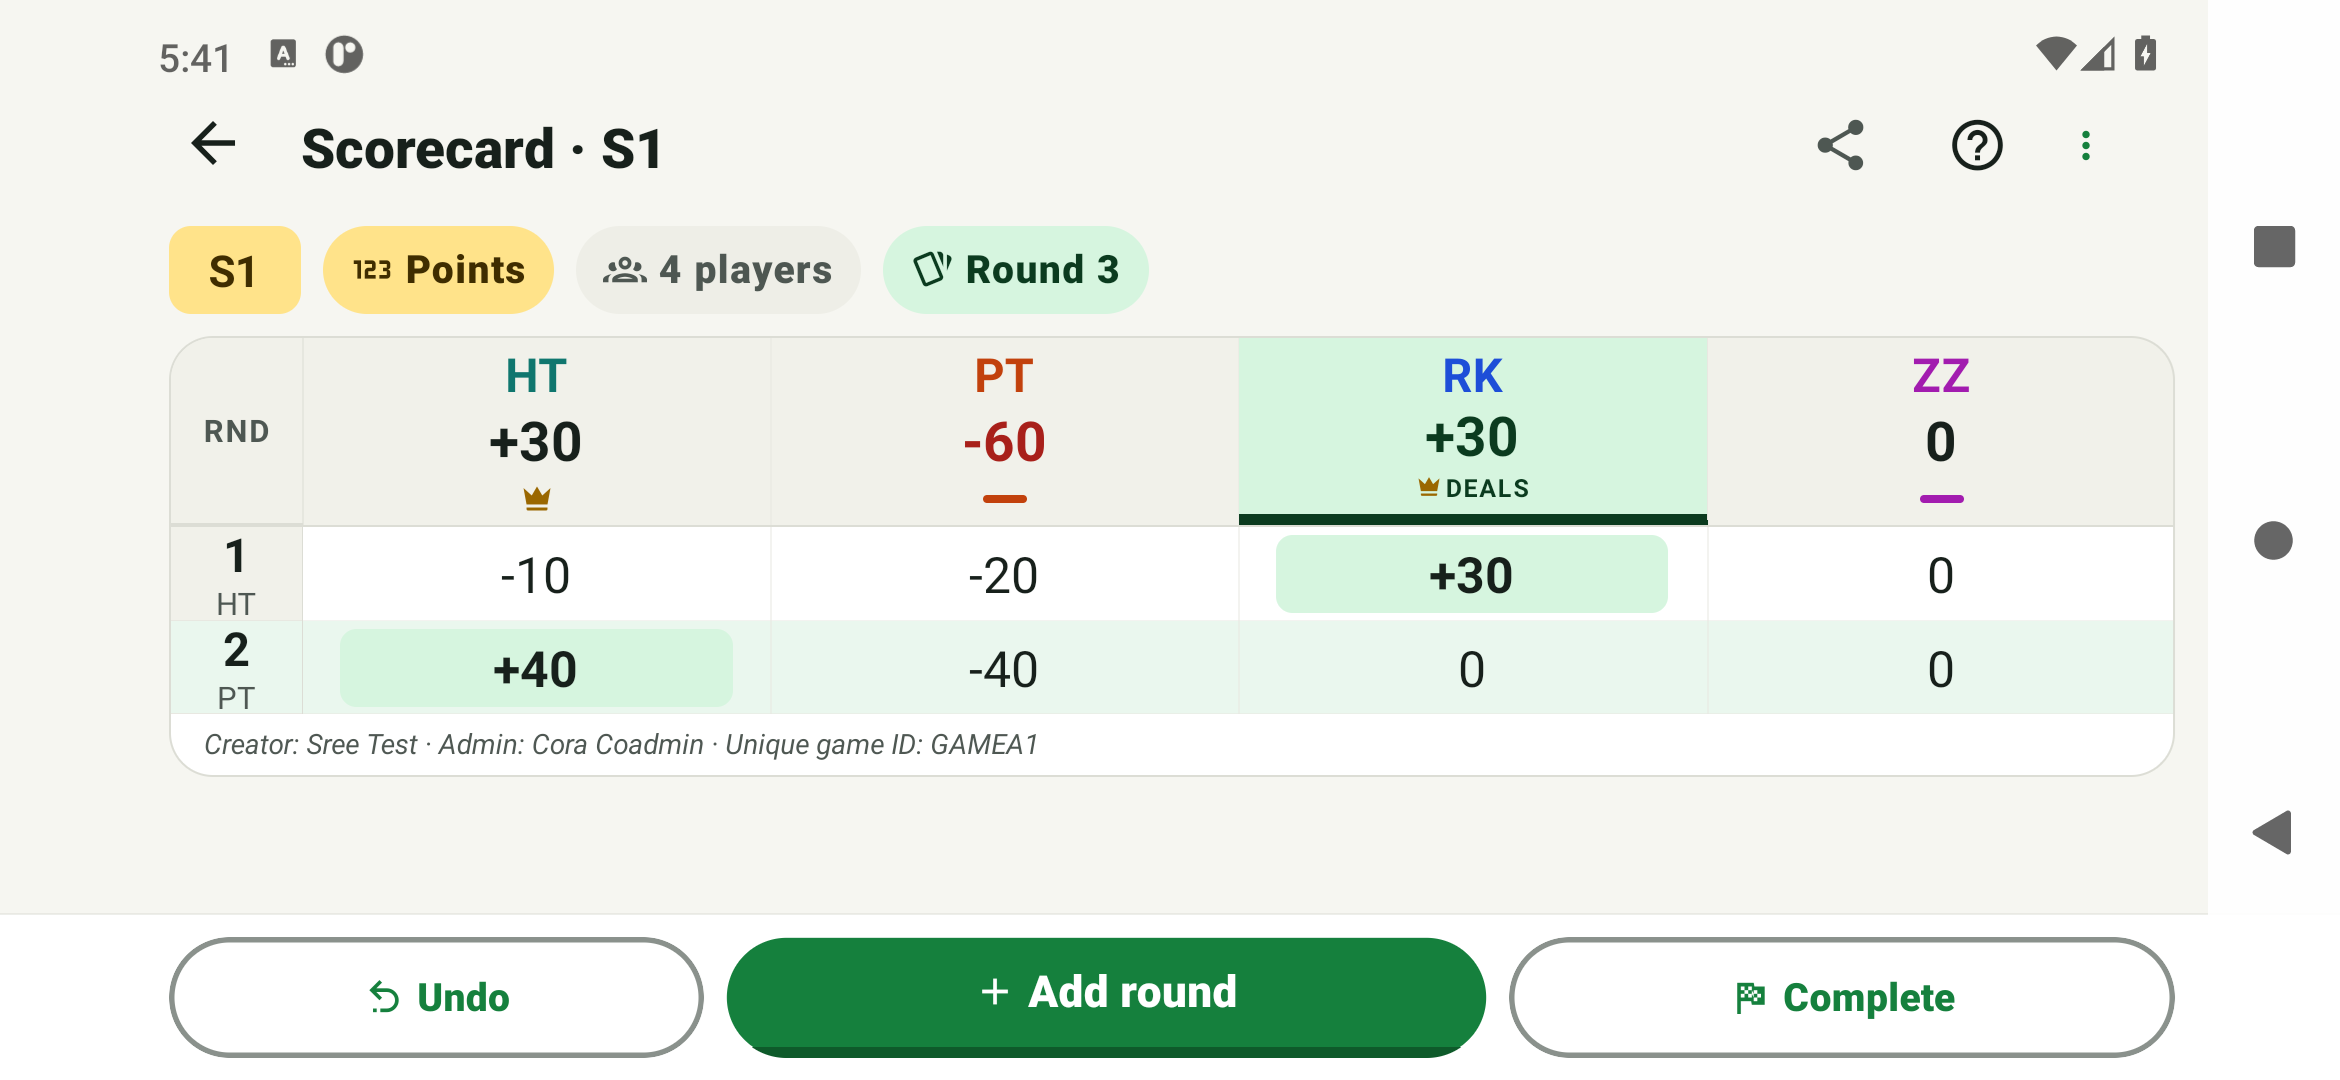 5:41
Scorecard · S1
S1 123 Points 4 players Round 3
RND HT PT RK ZZ
+30 -60 +30 0
DEALS
1 HT -10 -20 +30 0
2 PT +40 -40 0 0
Creator: Sree Test · Admin: Cora Coadmin · Unique game ID: GAMEA1
Undo + Add round Complete